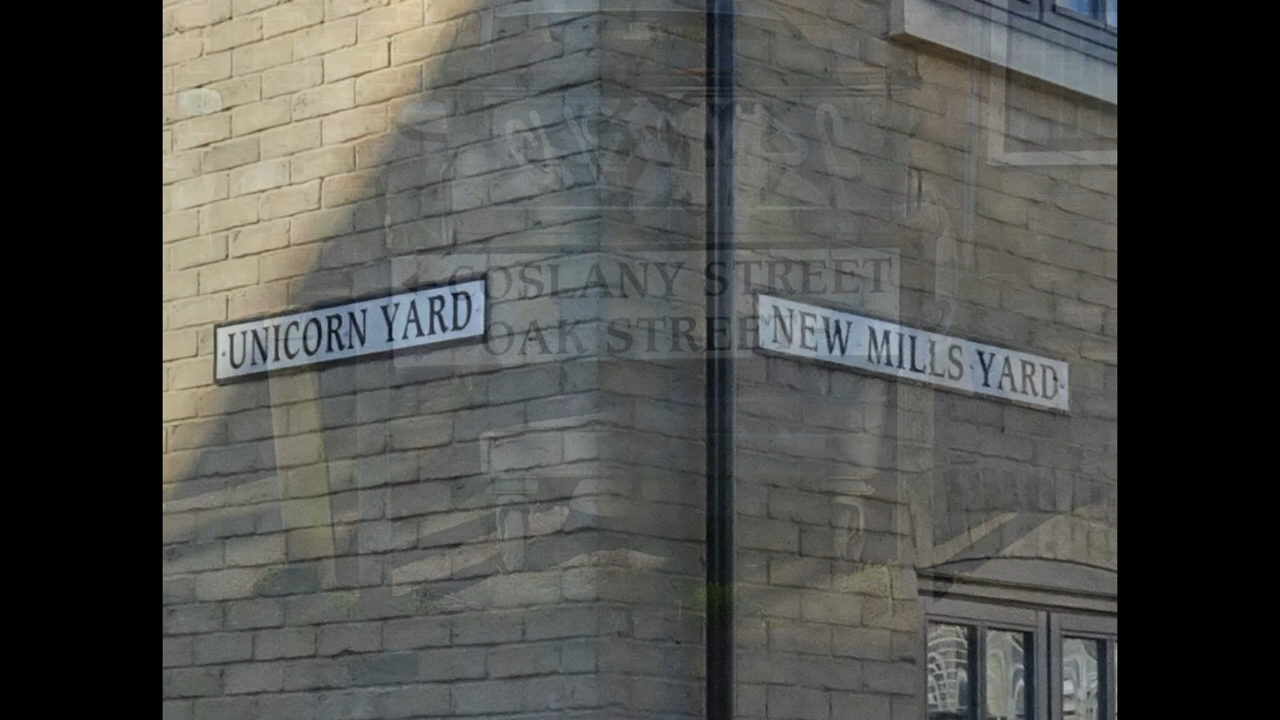 COSLANY STREET
OAK STREET
UNICORN YARD
NEW MILLS YARD